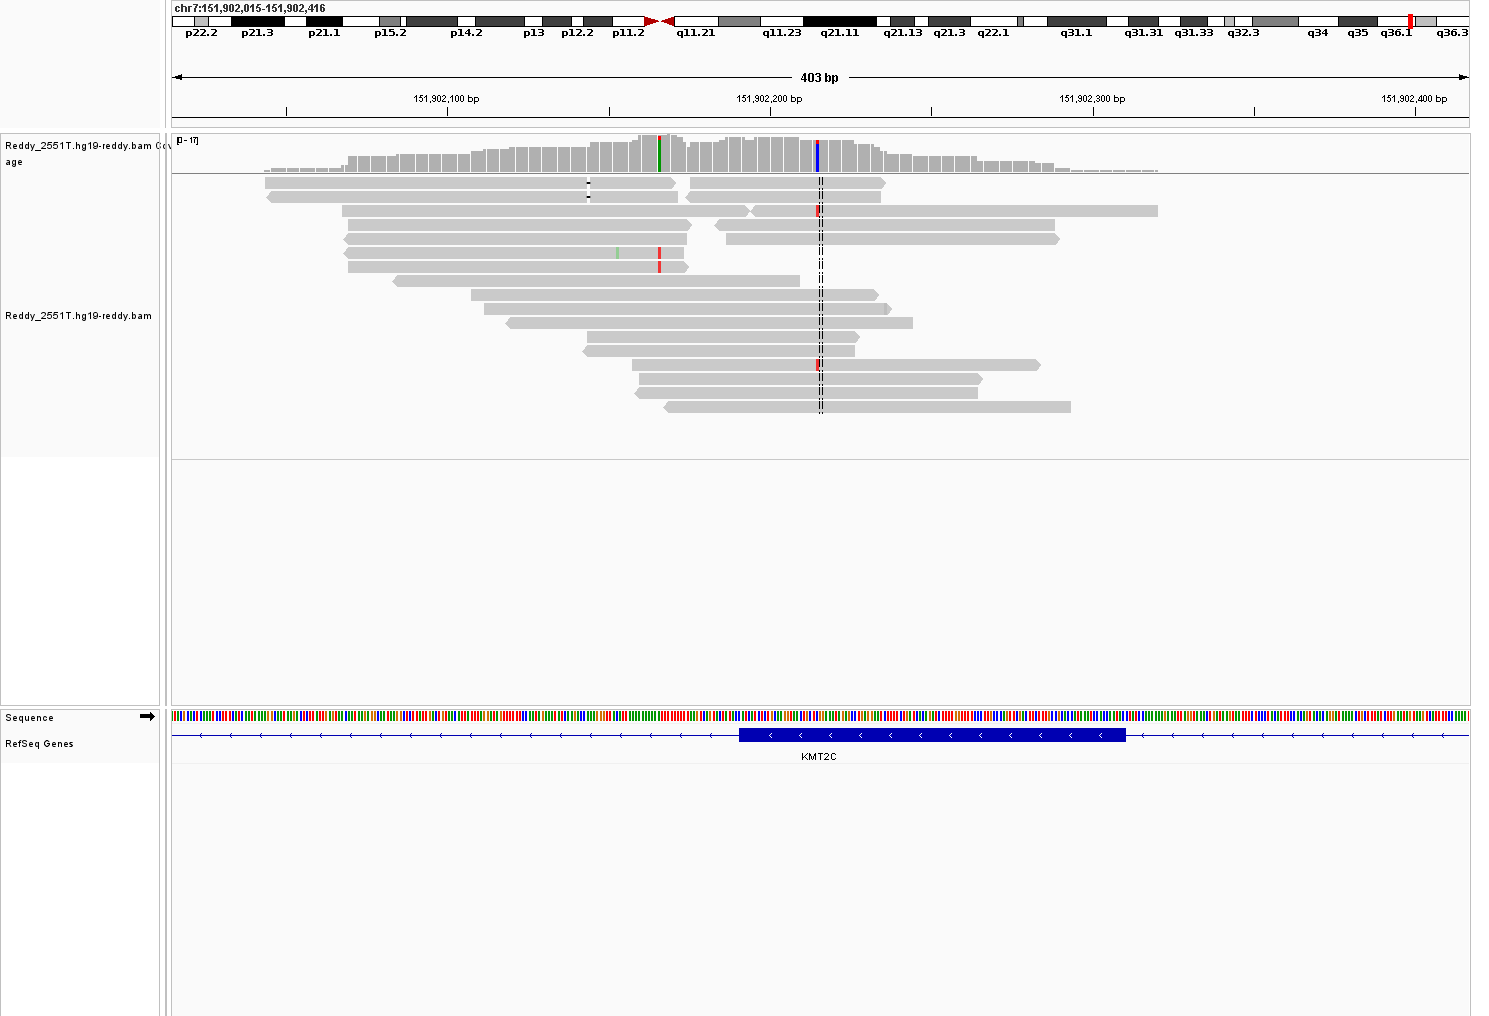 chr7:151,902,015-151,902,416
p22.2 p21.3 p21.1 p15.2 p14.2 p13 p12.2 p11.2 q11.21 q11.23 q21.11 q21.13 q21.3 q22.1 q31.1 q31.31 q31.33 q32.3 q34 q35 q36.1 q36.3
403 bp
151,902,100 bp 151,902,200 bp 151,902,300 bp 151,902,400 bp
Reddy_2551T.hg19-reddy.bam Cov
age
[0 - 17]
Reddy_2551T.hg19-reddy.bam
Sequence
RefSeq Genes
KMT2C